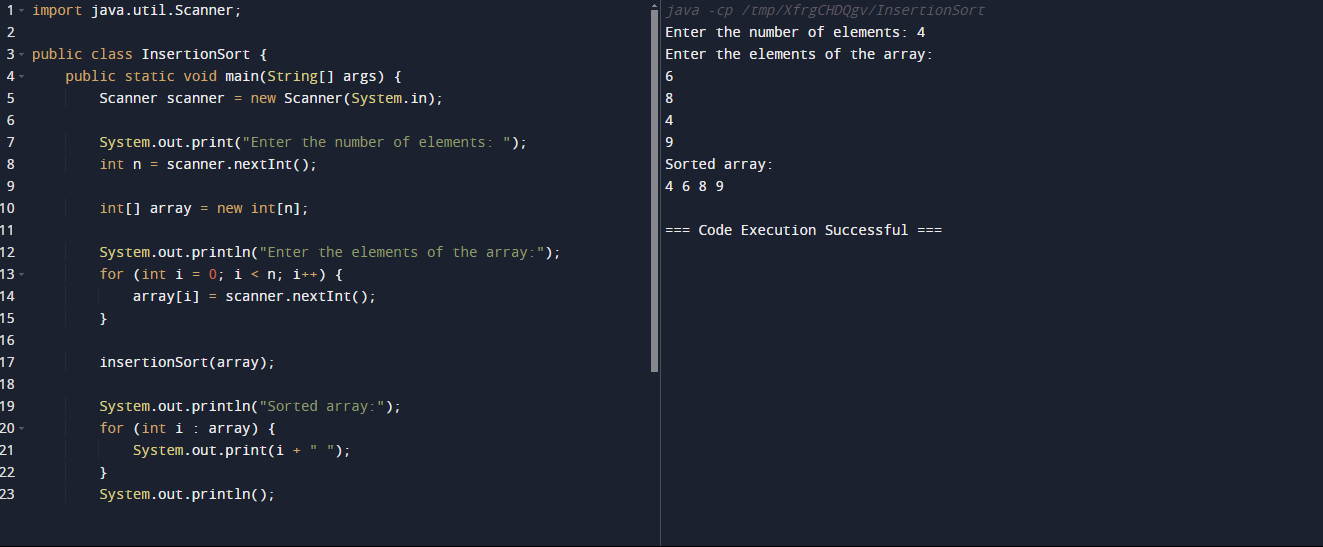 1 import java.util.Scanner;
2
3 public class InsertionSort {
4 public static void main(String[] args) {
5 Scanner scanner = new Scanner(System.in);
6
7 System.out.print("Enter the number of elements: ");
8 int n = scanner.nextInt();
9
10 int[] array = new int[n];
11
12 System.out.println("Enter the elements of the array:");
13 for (int i = 0; i < n; i++) {
14 array[i] = scanner.nextInt();
15 }
16
17 insertionSort(array);
18
19 System.out.println("Sorted array:");
20 for (int i : array) {
21 System.out.print(i + " ");
22 }
23 System.out.println();
java -cp /tmp/XfrgCHDQgv/InsertionSort
Enter the number of elements: 4
Enter the elements of the array:
6
8
4
9
Sorted array:
4 6 8 9
=== Code Execution Successful ===